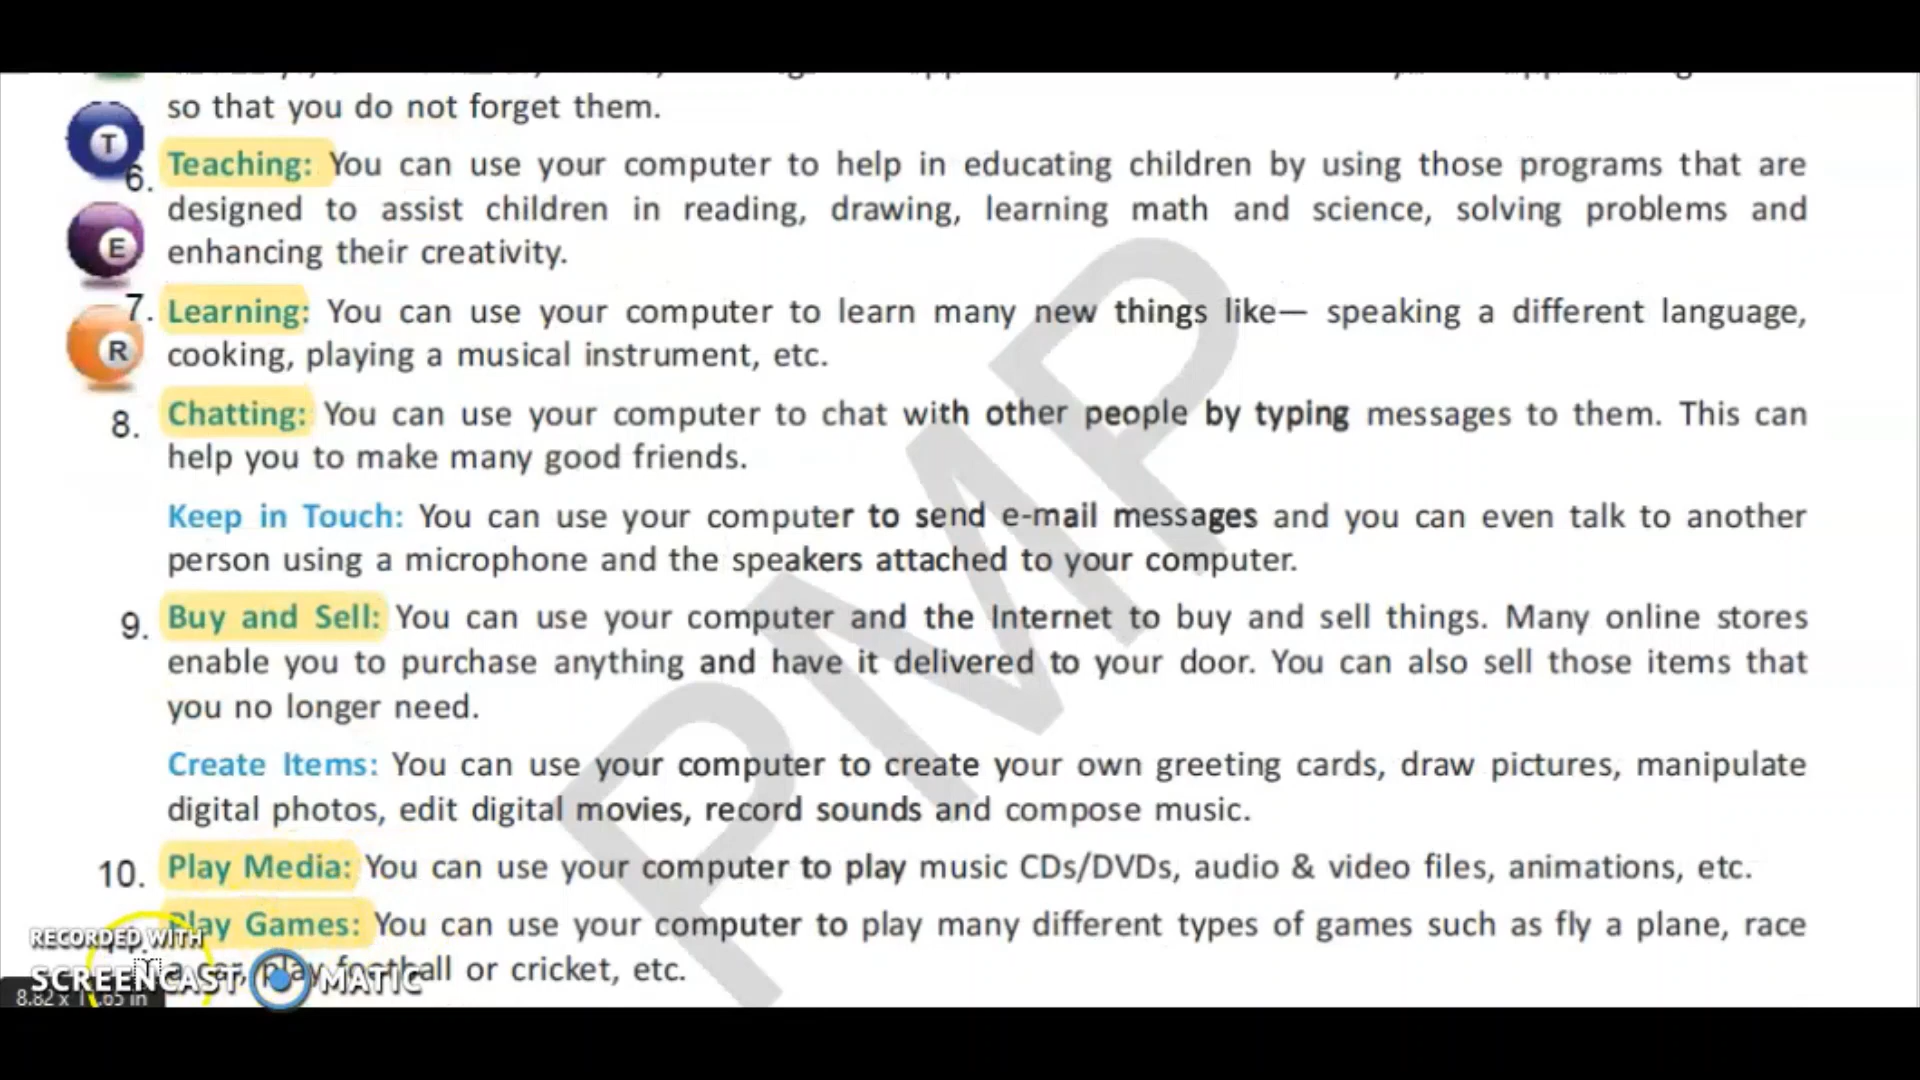 so that you do not forget them.
T
6. Teaching: You can use your computer to help in educating children by using those programs that are
designed to assist children in reading, drawing, learning math and science, solving problems and
E
enhancing their creativity.
7. Learning: You can use your computer to learn many new things like— speaking a different language,
R
cooking, playing a musical instrument, etc.
8. Chatting: You can use your computer to chat with other people by typing messages to them. This can
help you to make many good friends.
Keep in Touch: You can use your computer to send e-mail messages and you can even talk to another
person using a microphone and the speakers attached to your computer.
9. Buy and Sell: You can use your computer and the Internet to buy and sell things. Many online stores
enable you to purchase anything and have it delivered to your door. You can also sell those items that
you no longer need.
Create Items: You can use your computer to create your own greeting cards, draw pictures, manipulate
digital photos, edit digital movies, record sounds and compose music.
10. Play Media: You can use your computer to play music CDs/DVDs, audio & video files, animations, etc.
Play Games: You can use your computer to play many different types of games such as fly a plane, race
a car, play football or cricket, etc.
PMP
RECORDED WITH
SCREENCAST MATIC